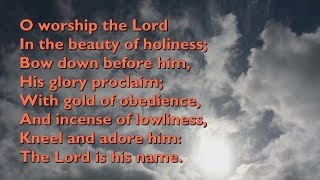 O worship the Lord
In the beauty of holiness;
Bow down before him,
His glory proclaim;
With gold of obedience,
And incense of lowliness,
Kneel and adore him:
The Lord is his name.